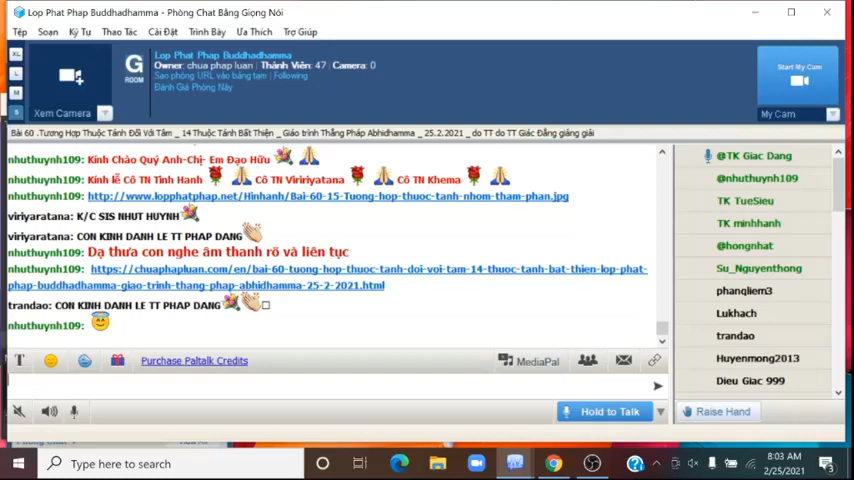 Lop Phat Phap Buddhadhamma - Phòng Chat Bằng Giọng Nói
Tệp Soạn Ký Tự Thao Tác Cài Đặt Trình Bày Ưa Thích Trợ Giúp
XL
L
M
S
Xem Camera
G
ROOM
Lop Phat Phap Buddhadhamma
Owner: chua phap luan | Thành Viên: 47 | Camera: 0
Sao phỏng URL vào bảng tạm | Following
Đánh Giá Phòng Này
Start My Cam
My Cam
Bài 60 .Tương Hợp Thuộc Tánh Đối Với Tâm _ 14 Thuộc Tánh Bất Thiện _ Giáo trình Thắng Pháp Abhidhamma _ 25.2.2021 _ do TT do TT Giác Đẳng giảng giải
nhuthuynh109: Kính Chào Quý Anh-Chị- Em Đạo Hữu
nhuthuynh109: Kính lễ Cô TN Tinh Hanh Cô TN Viririyatana Cô TN Khema
nhuthuynh109: http://www.lopphatphap.net/Hinhanh/Bai-60-15-Tuong-hop-thuoc-tanh-nhom-tham-phan.jpg
viriyaratana: K/C SIS NHUT HUYNH
viriyaratana: CON KINH DANH LE TT PHAP DANG
nhuthuynh109: Dạ thưa con nghe âm thanh rõ và liên tục
nhuthuynh109: https://chuaphapluan.com/en/bai-60-tuong-hop-thuoc-tanh-doi-voi-tam-14-thuoc-tanh-bat-thien-lop-phat-
phap-buddhadhamma-giao-trinh-thang-phap-abhidhamma-25-2-2021.html
trandao: CON KINH DANH LE TT PHAP DANG
nhuthuynh109:
@TK Giac Dang
@nhuthuynh109
TK TueSieu
TK minhhanh
@hongnhat
Su_Nguyenthong
phanqliem3
Lukhach
trandao
Huyenmong2013
Dieu Giac 999
T
Purchase Paltalk Credits
MediaPal
Hold to Talk
Raise Hand
Type here to search
8:03 AM
2/25/2021
3